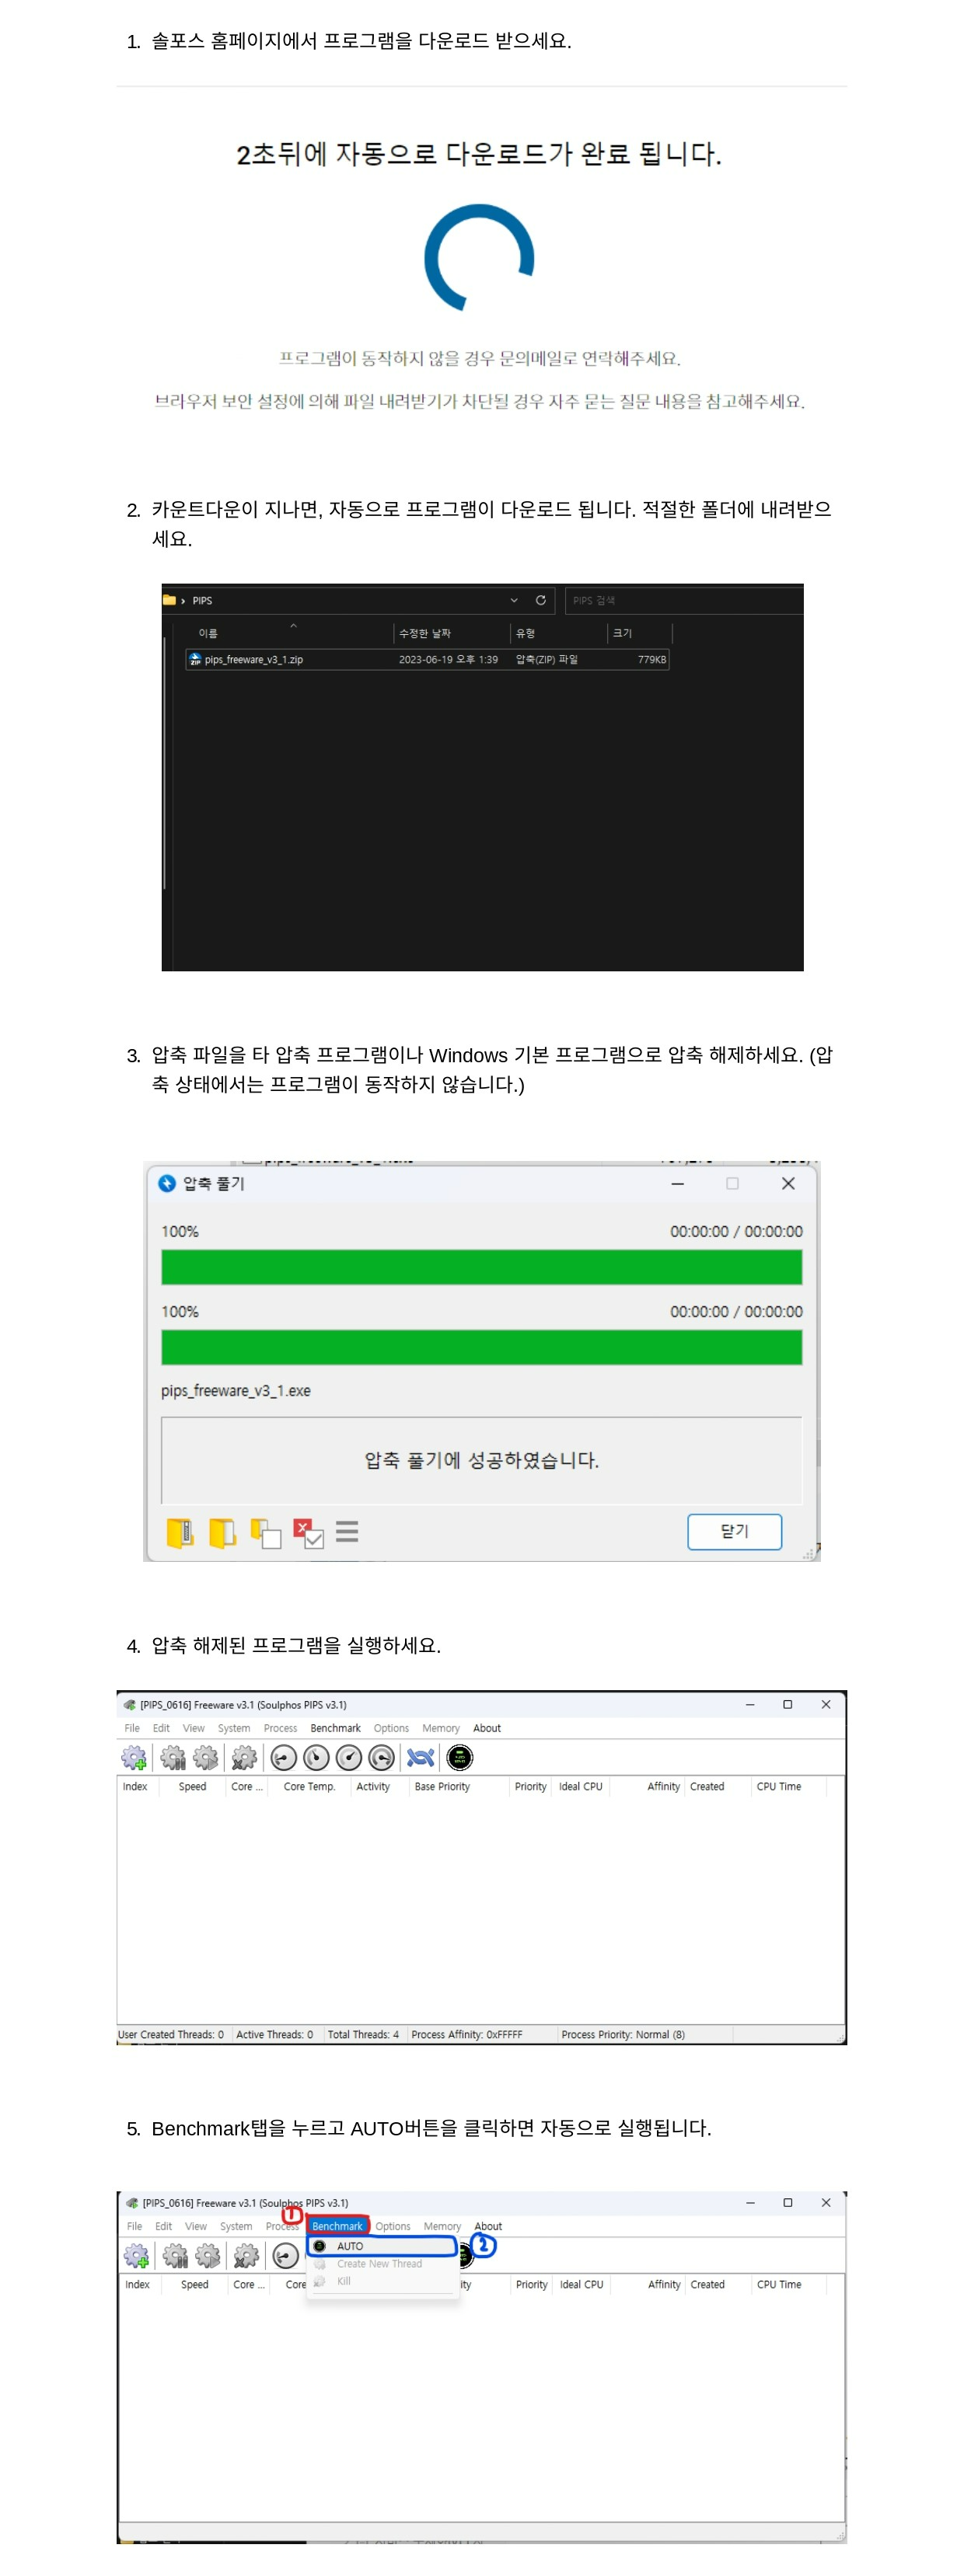 1. 솔포스 홈페이지에서 프로그램을 다운로드 받으세요.
2초뒤에 자동으로 다운로드가 완료 됩니다.
프로그램이 동작하지 않을 경우 문의메일로 연락해주세요.
브라우저 보안 설정에 의해 파일 내려받기가 차단될 경우 자주 묻는 질문 내용을 참고해주세요.
2. 카운트다운이 지나면, 자동으로 프로그램이 다운로드 됩니다. 적절한 폴더에 내려받으
세요.
PIPS PIPS 검색
이름 수정한 날짜 유형 크기
pips_freeware_v3_1.zip 2023-06-19 오후 1:39 압축(ZIP) 파일 779KB
3. 압축 파일을 타 압축 프로그램이나 Windows 기본 프로그램으로 압축 해제하세요. (압
축 상태에서는 프로그램이 동작하지 않습니다.)
압축 풀기
100% 00:00:00 / 00:00:00
100% 00:00:00 / 00:00:00
pips_freeware_v3_1.exe
압축 풀기에 성공하였습니다.
닫기
4. 압축 해제된 프로그램을 실행하세요.
[PIPS_0616] Freeware v3.1 (Soulphos PIPS v3.1)
File Edit View System Process Benchmark Options Memory About
Index Speed Core ... Core Temp. Activity Base Priority Priority Ideal CPU Affinity Created CPU Time
User Created Threads: 0 Active Threads: 0 Total Threads: 4 Process Affinity: 0xFFFFF Process Priority: Normal (8)
5. Benchmark탭을 누르고 AUTO버튼을 클릭하면 자동으로 실행됩니다.
[PIPS_0616] Freeware v3.1 (Soulphos PIPS v3.1)
①
File Edit View System Process Benchmark Options Memory About
AUTO ②
Create New Thread
Kill
Index Speed Core ... Core ity Priority Ideal CPU Affinity Created CPU Time